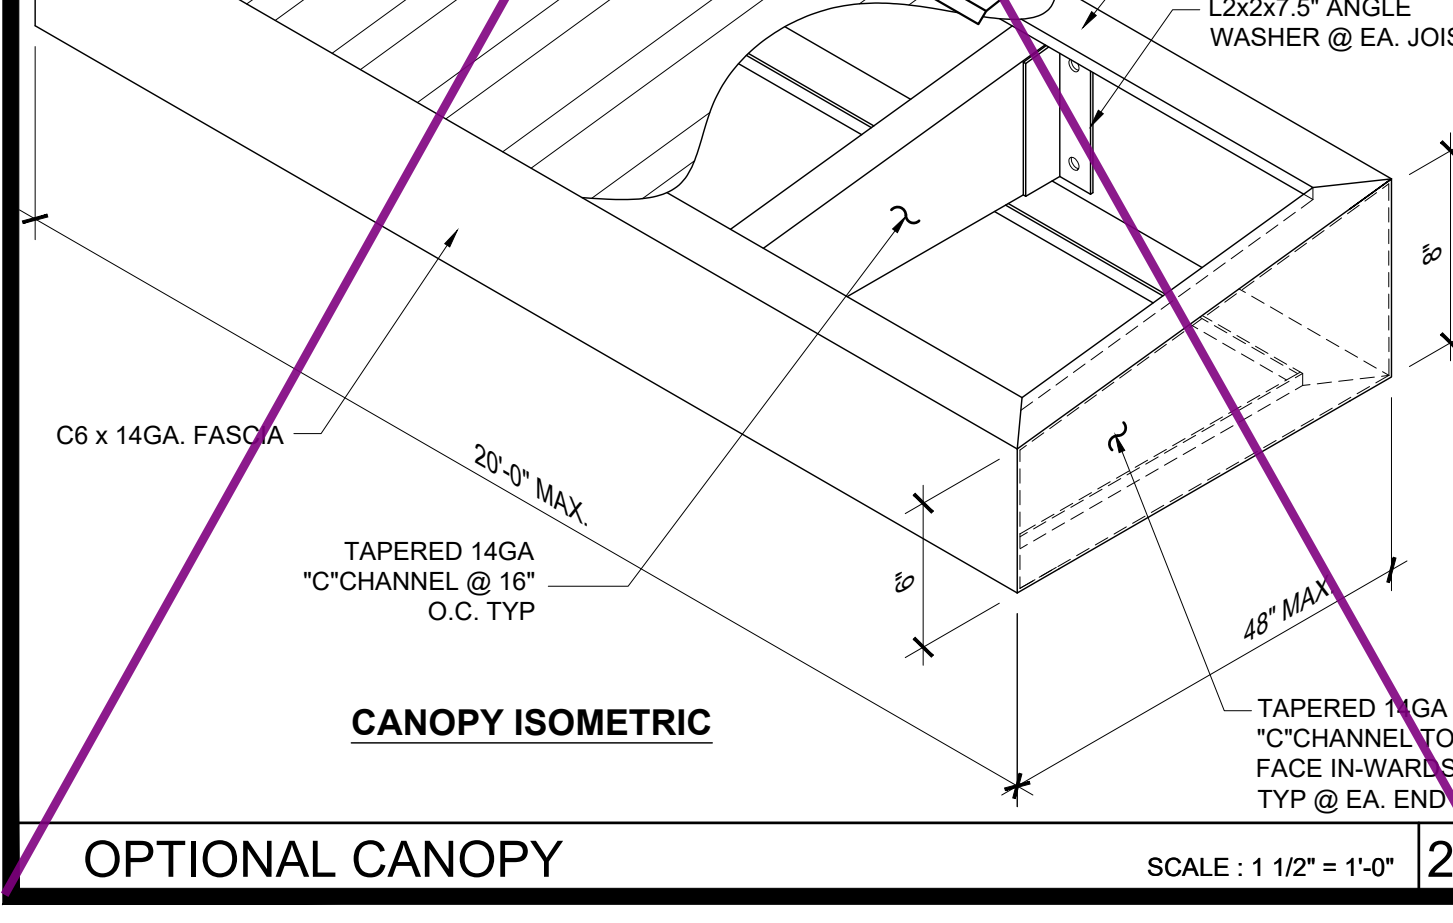 L2x2x7.5" ANGLE
WASHER @ EA.
8"
C6 x 14GA. FASCIA
20'-0" MAX.
TAPERED 14GA
"C"CHANNEL @ 16"
O.C. TYP
6"
48" MAX.
CANOPY ISOMETRIC
TAPERED 14GA
"C"CHANNEL TO
FACE IN-WARDS
TYP @ EA. END
OPTIONAL CANOPY
SCALE : 1 1/2" = 1'-0"
2